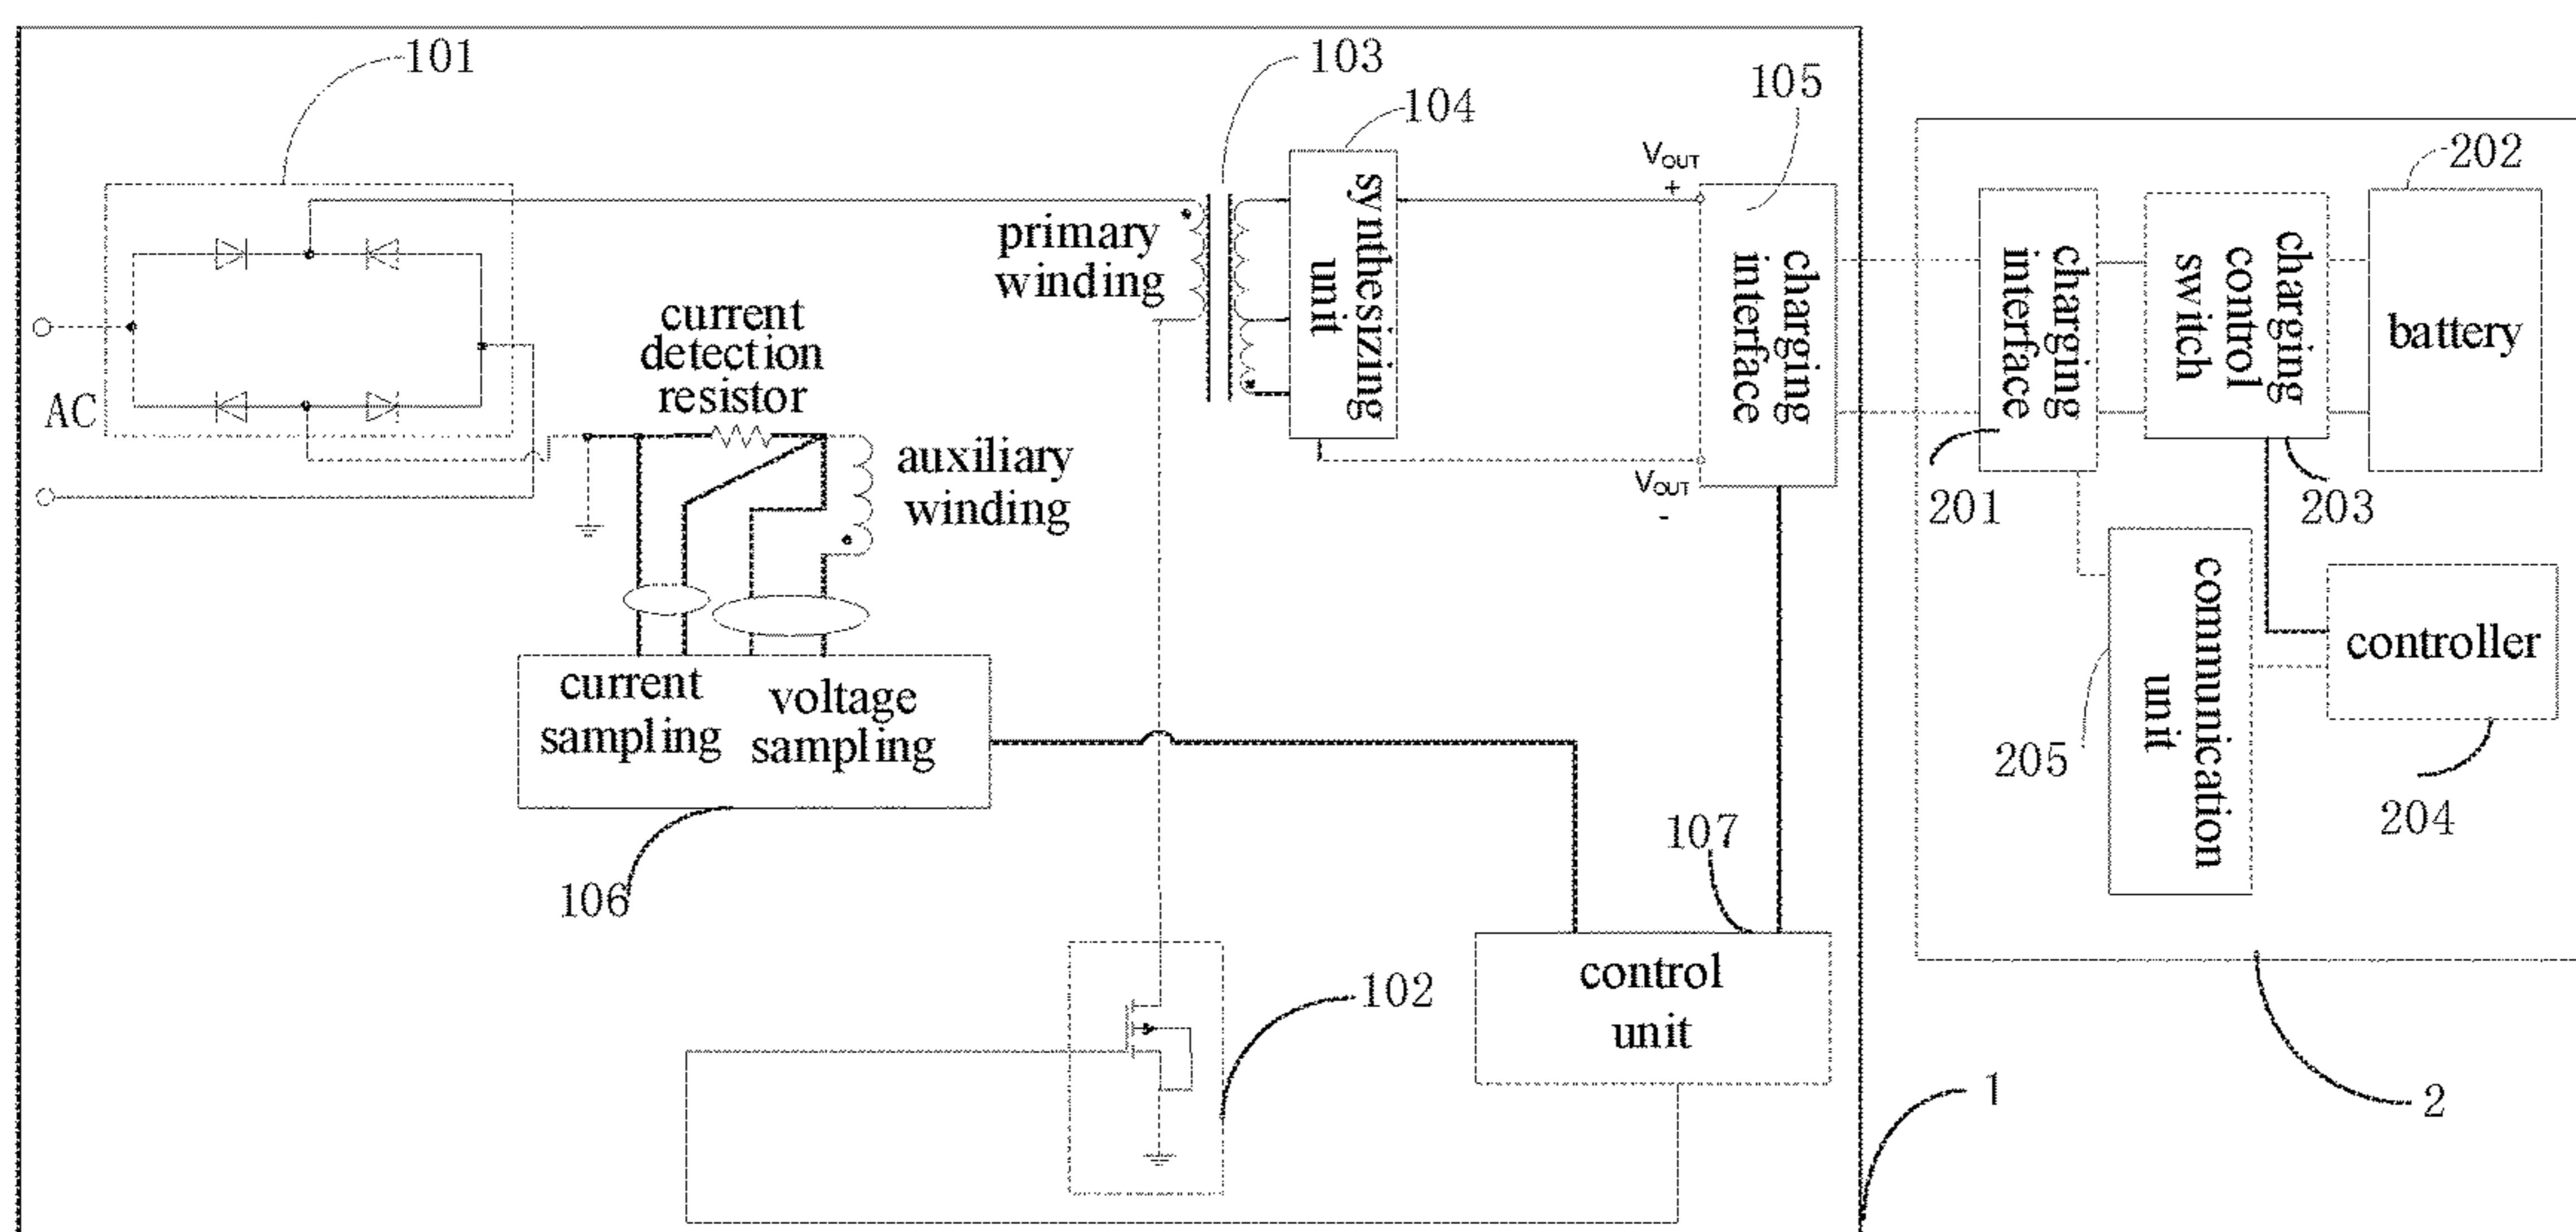 101
103
104
105
202
V_OUT
+
synthesizing
unit
primary
winding
charging
interface
charging
interface
charging
control
switch
battery
current
detection
resistor
AC
auxiliary
winding
V_OUT
-
201
203
communication
unit
controller
current
sampling
voltage
sampling
205
204
107
106
control
unit
102
1
2